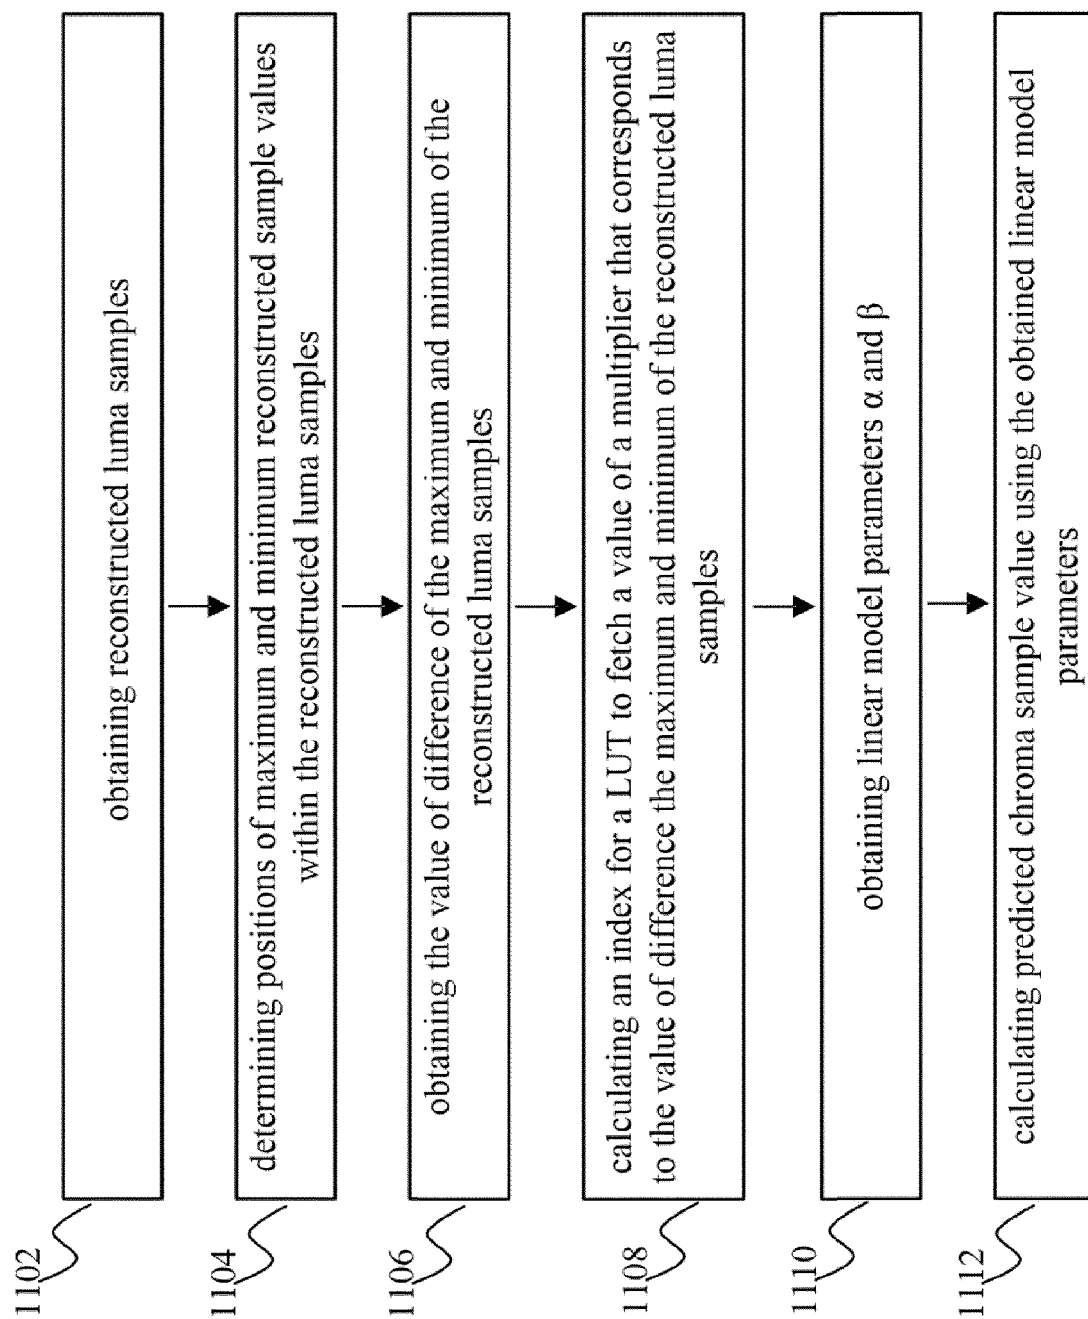 1102
obtaining reconstructed luma samples
1104
determining positions of maximum and minimum reconstructed sample values
within the reconstructed luma samples
1106
obtaining the value of difference of the maximum and minimum of the
reconstructed luma samples
1108
calculating an index for a LUT to fetch a value of a multiplier that corresponds
to the value of difference the maximum and minimum of the reconstructed luma
samples
1110
obtaining linear model parameters α and β
1112
calculating predicted chroma sample value using the obtained linear model
parameters